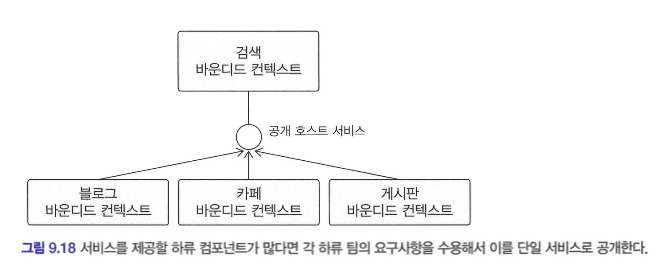 검색
바운디드 컨텍스트
공개 호스트 서비스
블로그
바운디드 컨텍스트
카페
바운디드 컨텍스트
게시판
바운디드 컨텍스트
그림 9.18 서비스를 제공할 하류 컴포넌트가 많다면 각 하류 팀의 요구사항을 수용해서 이를 단일 서비스로 공개한다.